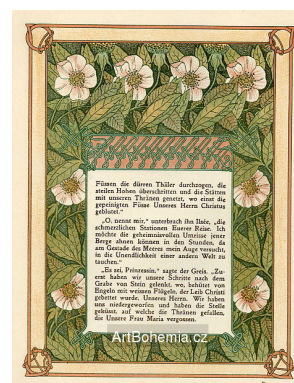 Füssen die dürren Thäler durchzogen, die
steilen Höhen überschritten und die Stätten
mit unseren Thränen genetzt, wo einst die
gepeinigten Füsse Unseres Herrn Christi
geblutet."
„O, nennt mir," unterbrach ihn Ilsée, „die
schmerzlichen Stationen Euerer Reise. Ich
möchte die geheimnisvollen Umrisse jener
Berge ahnen können in den Stunden, da
am Gestade des Meeres mein Auge versucht,
in die Unendlichkeit einer andern Welt zu
tauchen."
„Es sei, Prinzessin," sagte der Greis. „Zu-
erst haben wir unsere Schritte nach dem
Grabe von Stein gelenkt, wo, behütet von
Engeln mit weissen Flügeln, der Leib Christi
gebettet wurde, Unseres Herrn. Wir haben
uns niedergeworfen und haben die Stelle
geküsst, auf welche die Thränen gefallen,
die Unsere Frau Maria vergossen.
ArtBohemia.cz